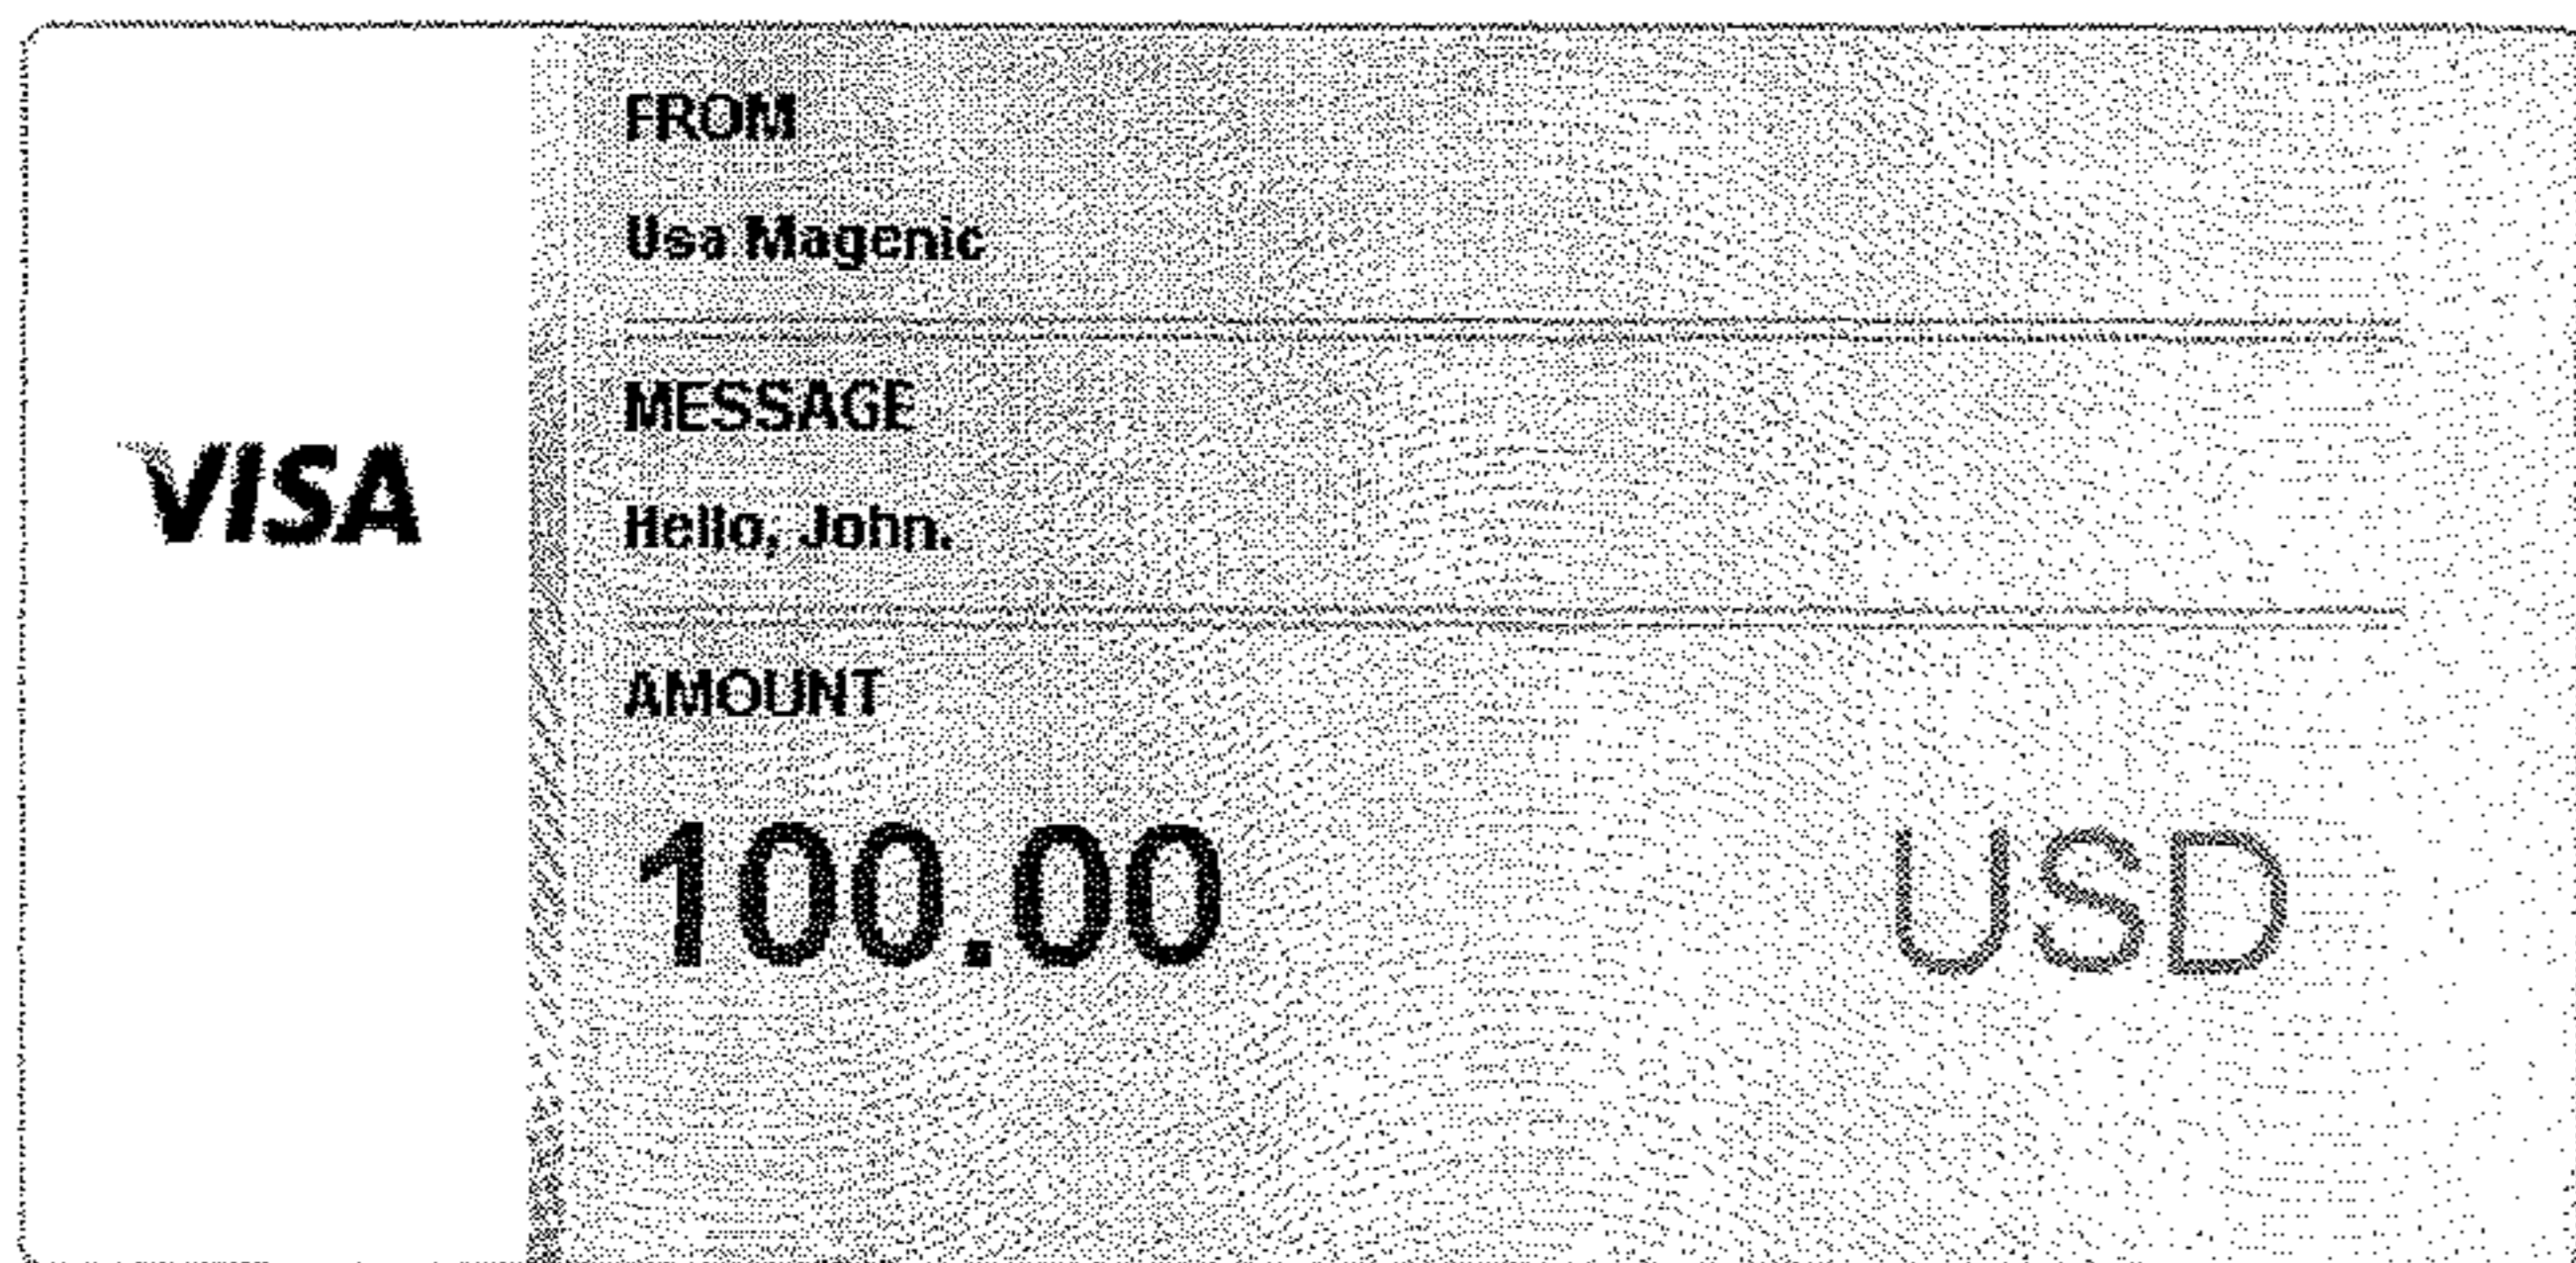 VISA
FROM
Usa Magenic
MESSAGE
Hello, John.
AMOUNT
100.00 USD